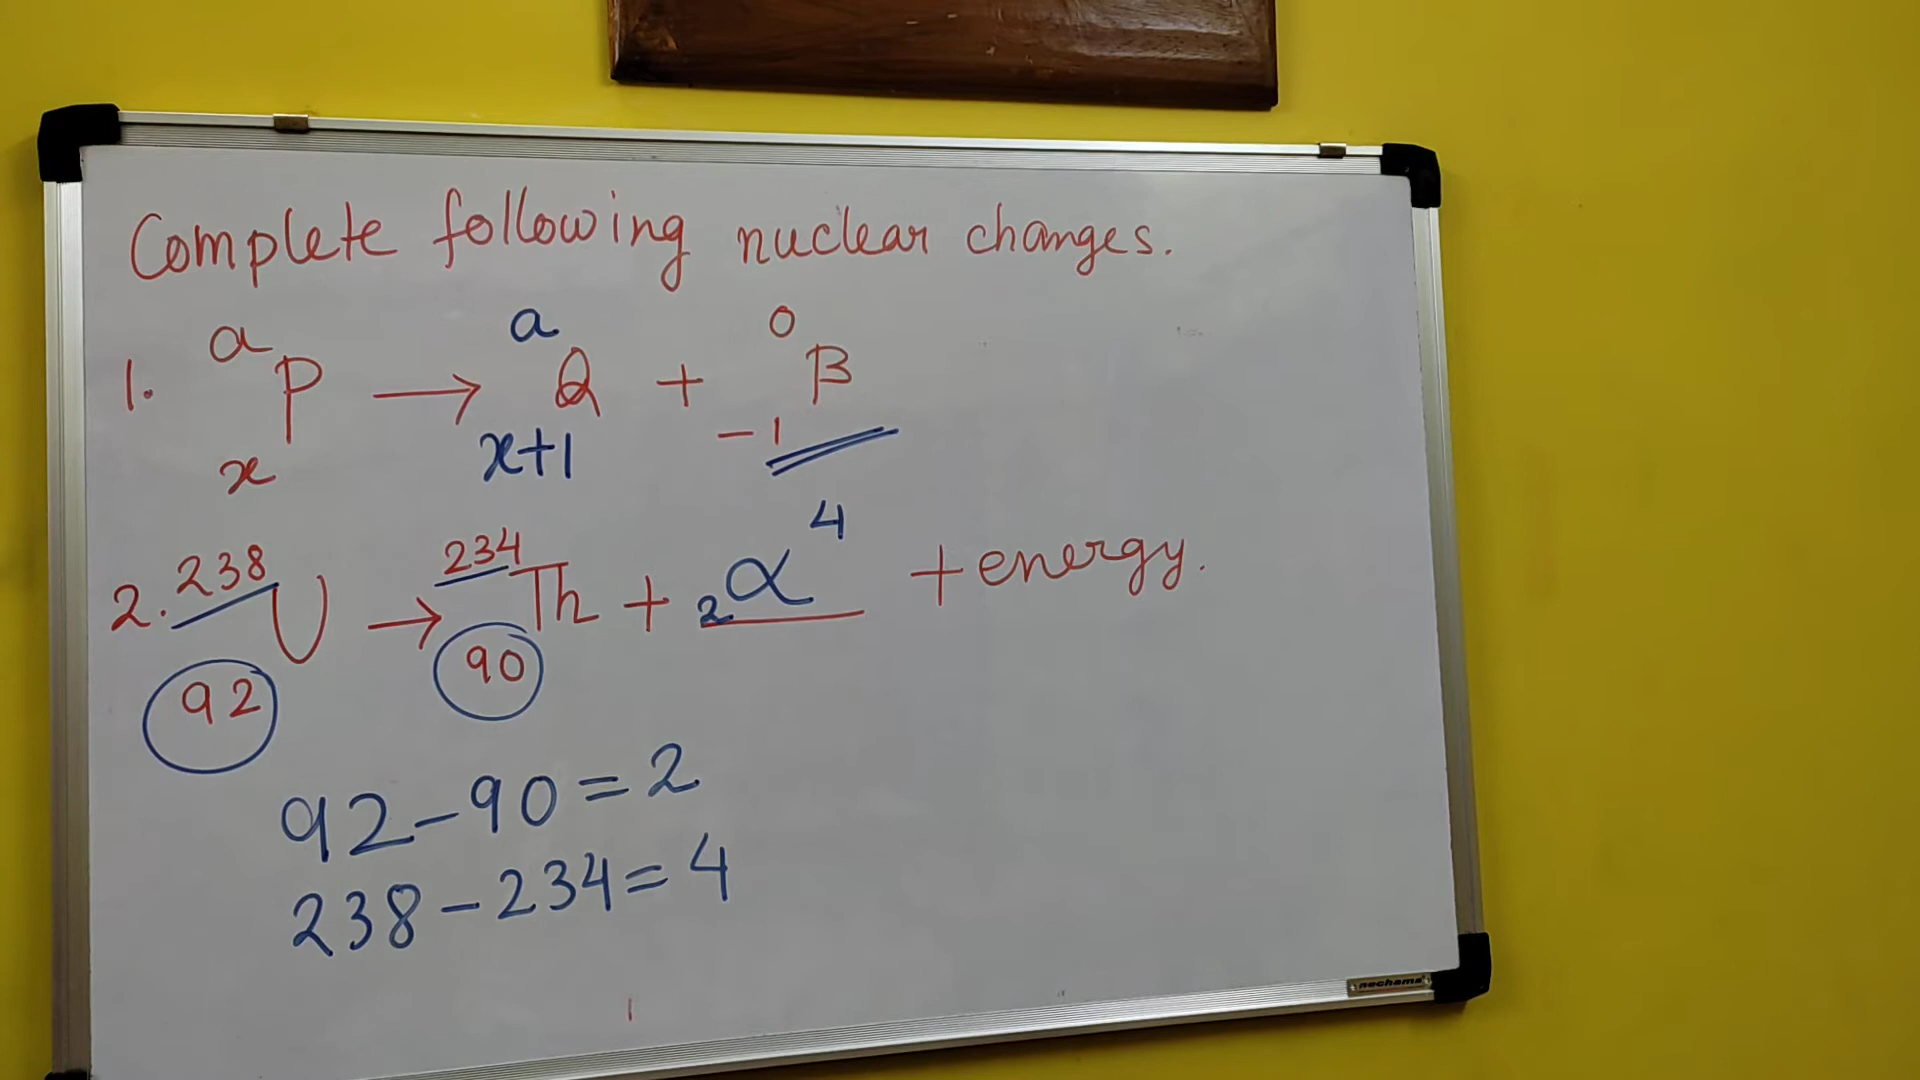 Complete following nuclear changes.
a a 0
1. P → Q + β
x x+1 -1
4
2. 238 U → 234 Th + 2 α + energy.
92 90
92-90=2
238-234=4
nechams